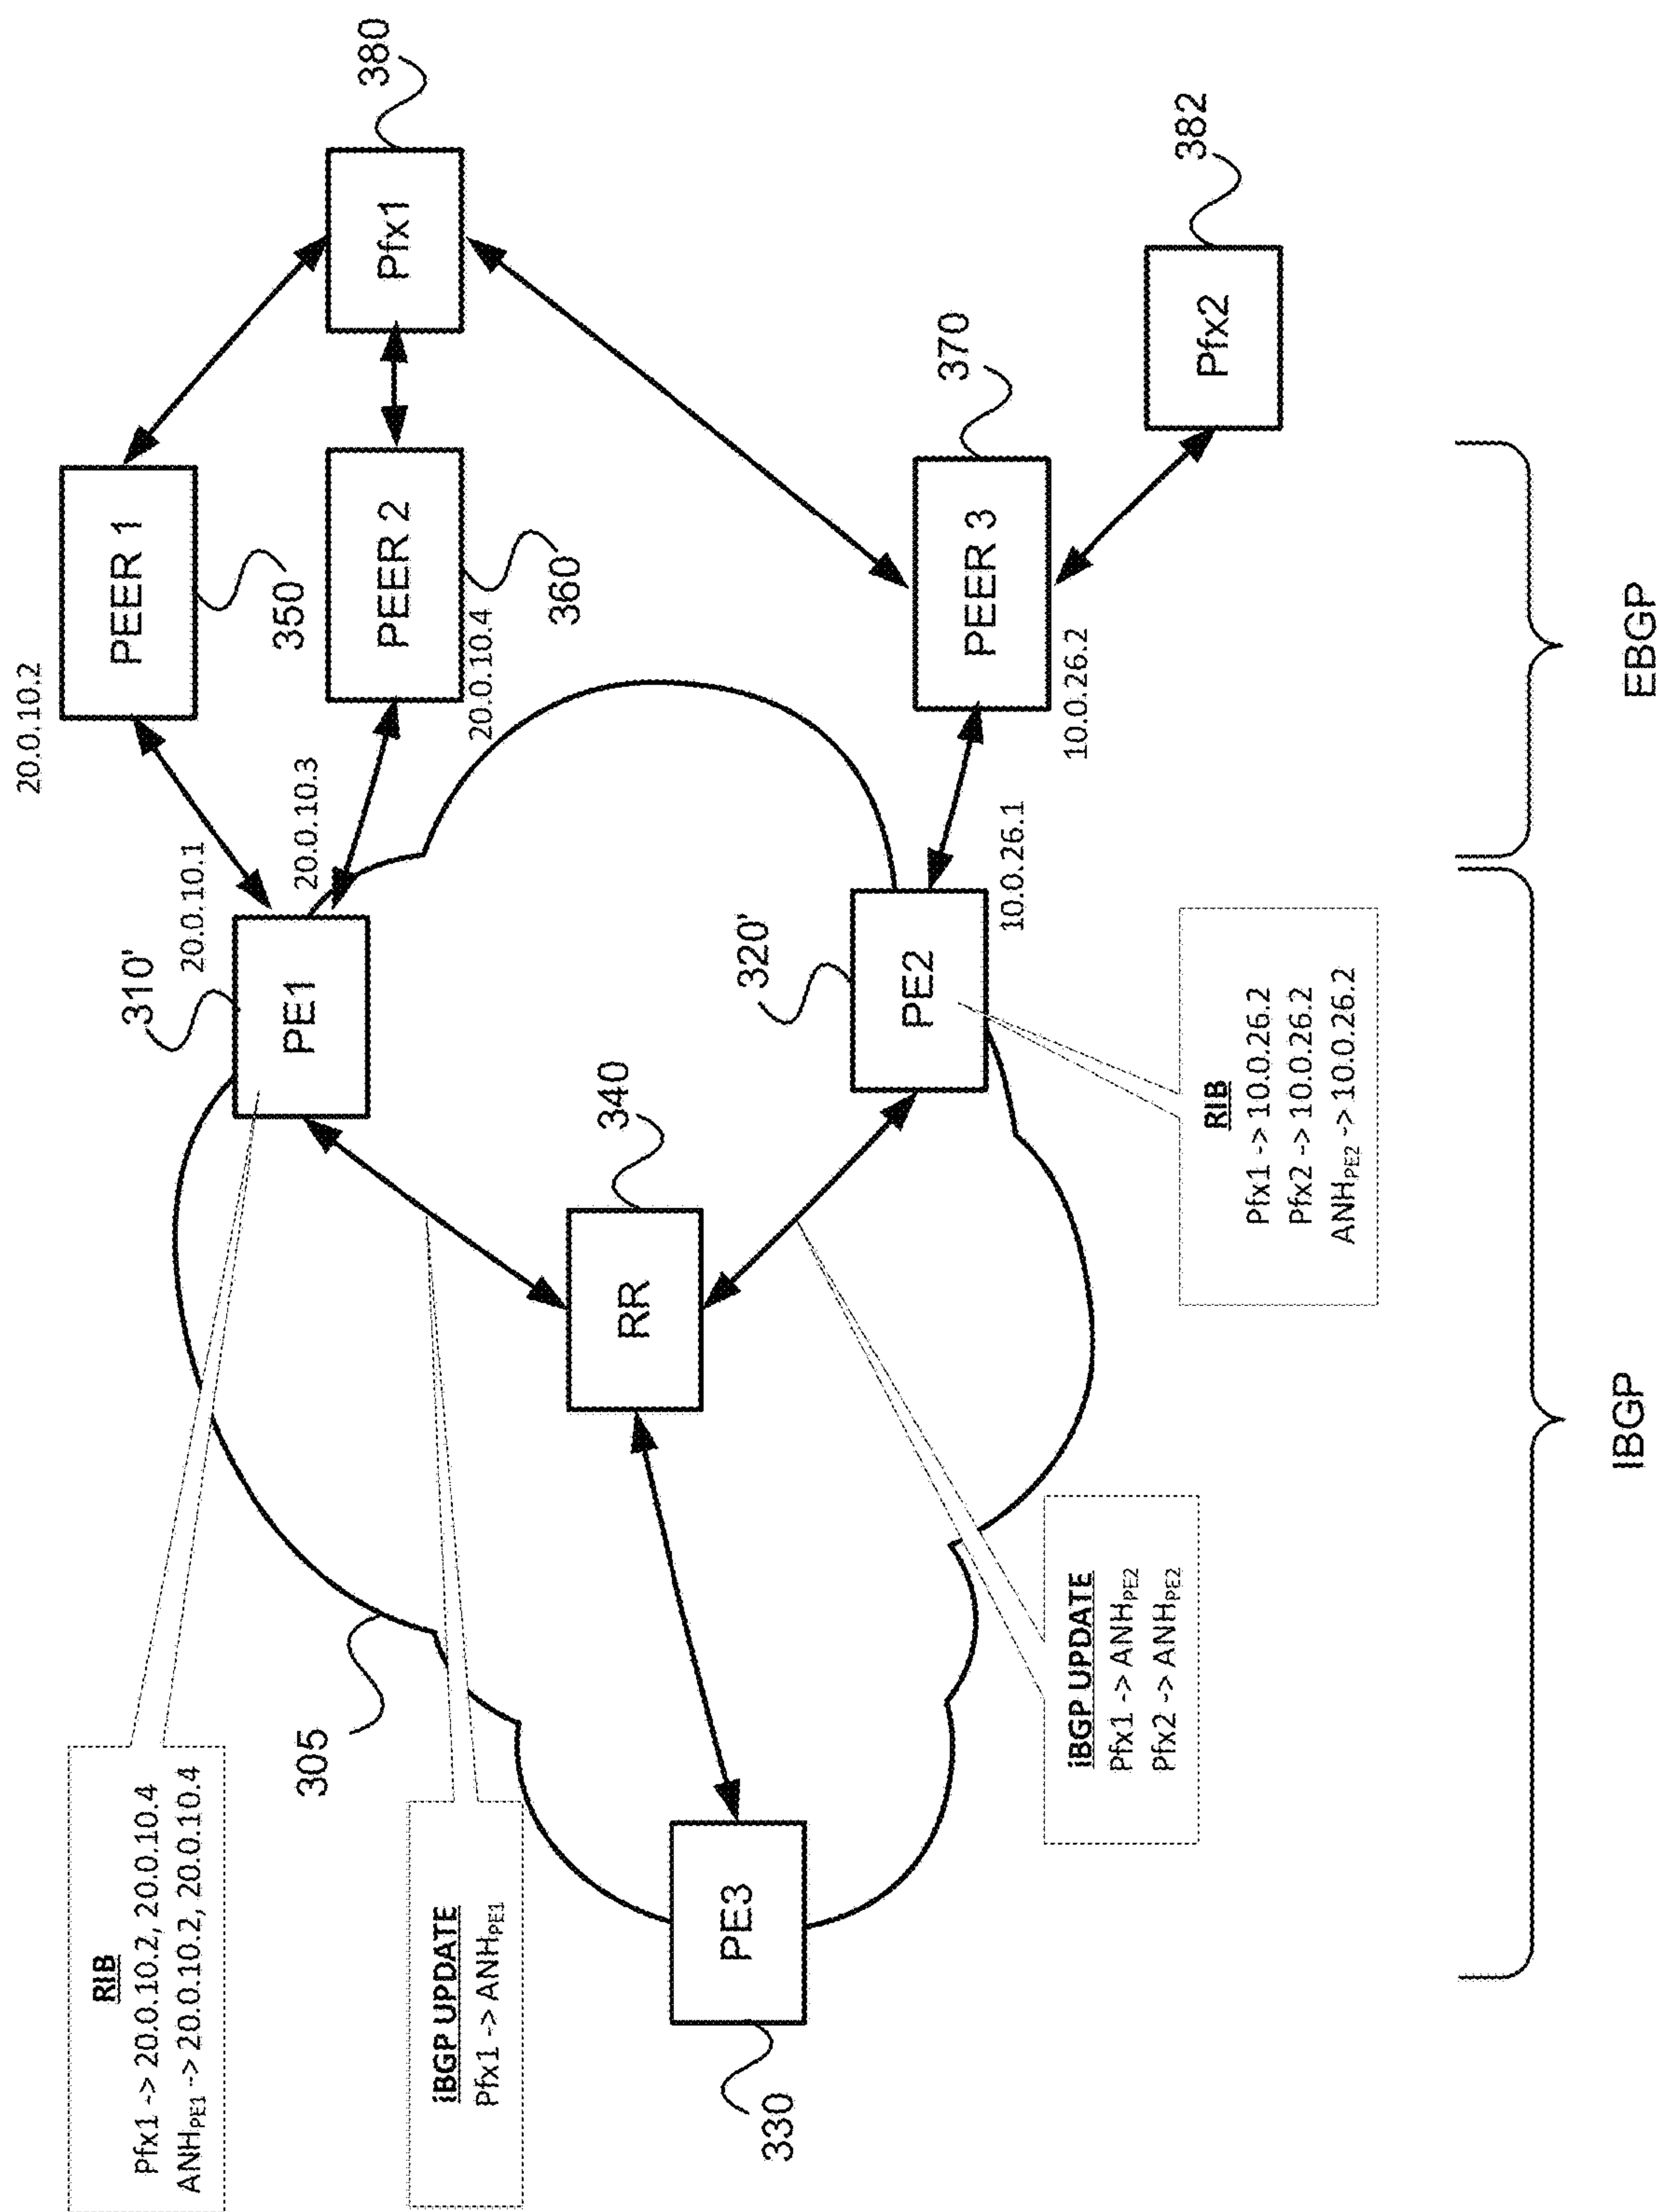 RIB
Pfx1 -> 20.0.10.2, 20.0.10.4
ANHPE1 -> 20.0.10.2, 20.0.10.4
iBGP UPDATE
Pfx1 -> ANHPE1
305
310'
PE1
20.0.10.1
20.0.10.3
20.0.10.2
PEER 1
350
PEER 2
20.0.10.4
360
Pfx1
380
330
PE3
RR
340
320'
PE2
10.0.26.1
PEER 3
10.0.26.2
370
Pfx2
382
iBGP UPDATE
Pfx1 -> ANHPE2
Pfx2 -> ANHPE2
RIB
Pfx1 -> 10.0.26.2
Pfx2 -> 10.0.26.2
ANHPE2 -> 10.0.26.2
IBGP
EBGP